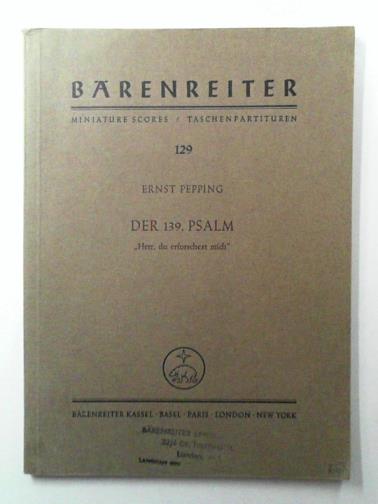 BÄRENREITER
MINIATURE SCORES / TASCHENPARTITUREN
129
ERNST PEPPING
DER 139. PSALM
„Herr, du erforschest mich“
BÄRENREITER KASSEL · BASEL · PARIS · LONDON · NEW YORK
BÄRENREITER
London,